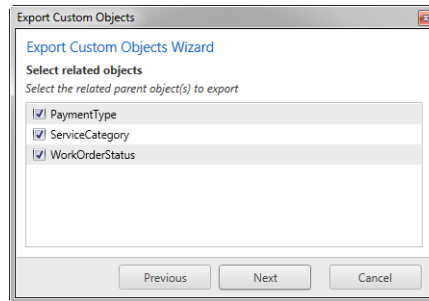 Export Custom Objects
Export Custom Objects Wizard
Select related objects
Select the related parent object(s) to export
PaymentType
ServiceCategory
WorkOrderStatus
Previous
Next
Cancel